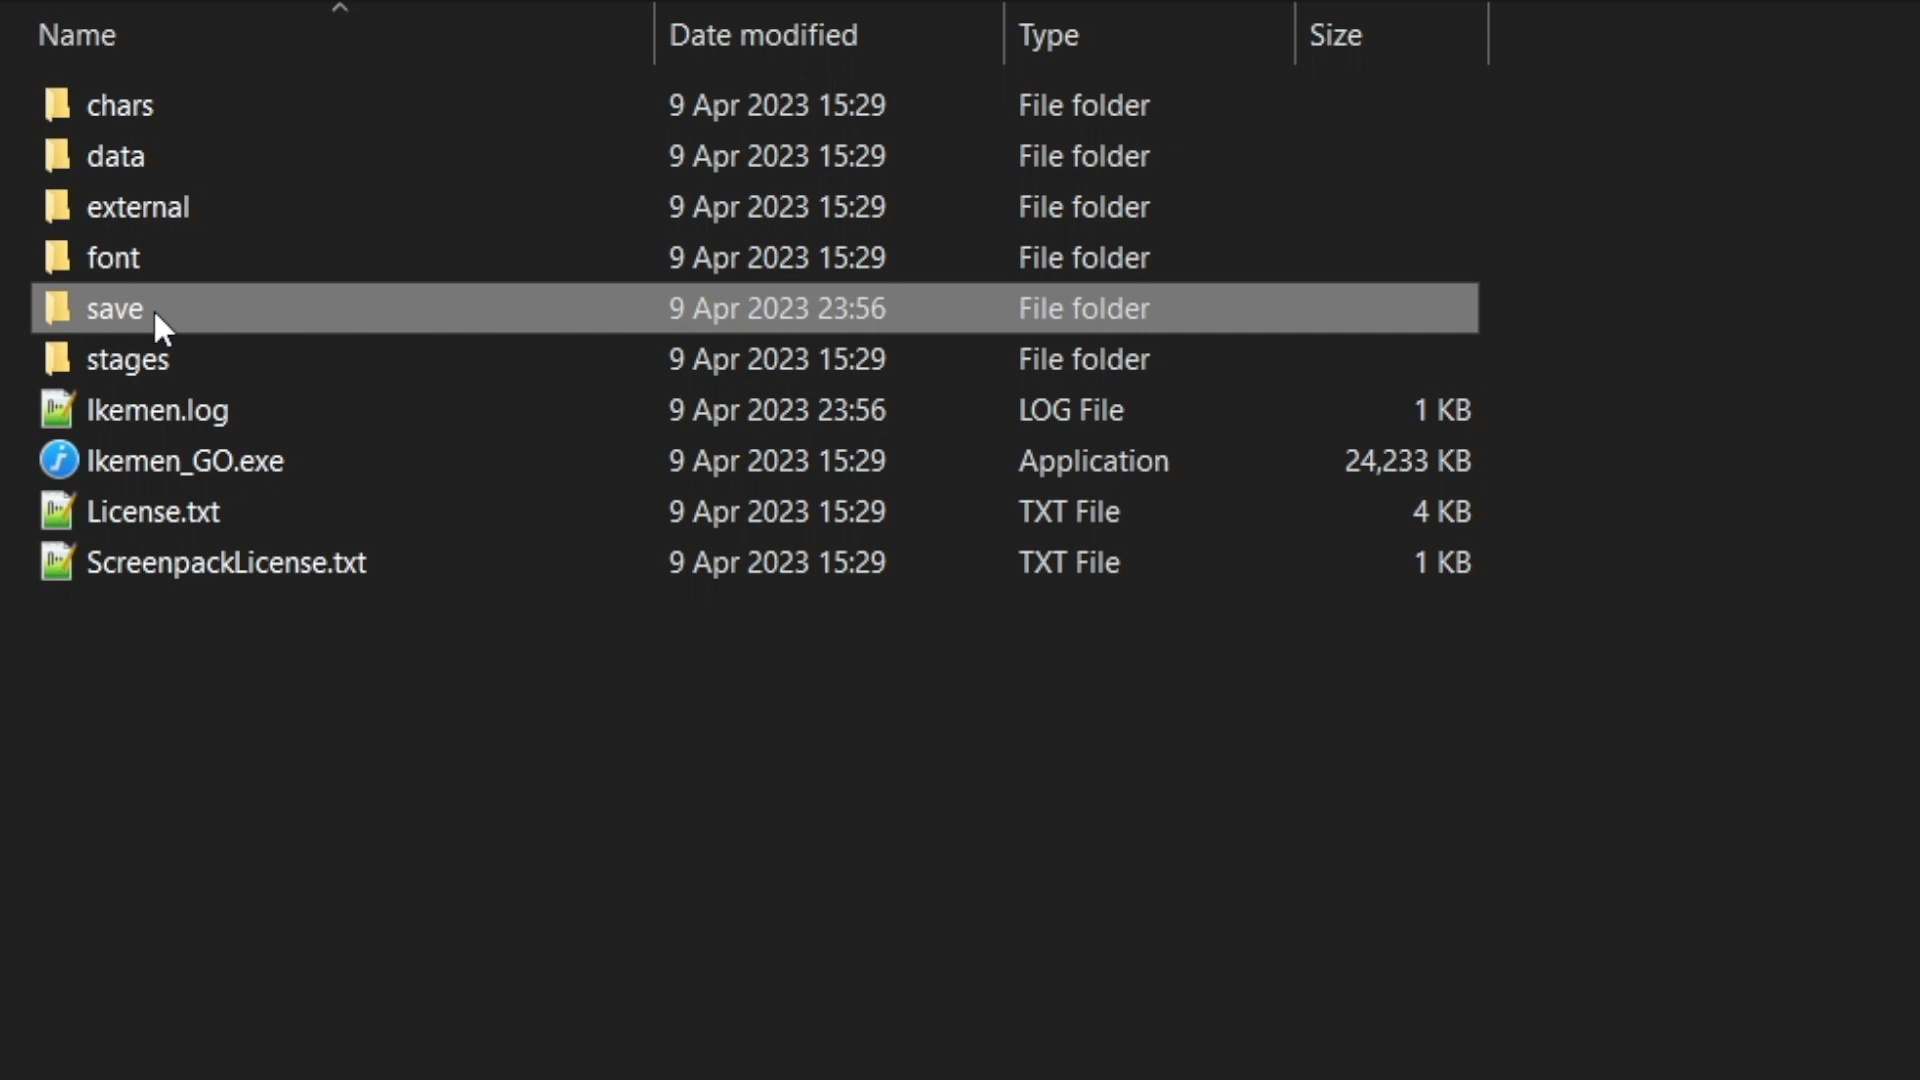 Name Date modified Type Size
chars 9 Apr 2023 15:29 File folder
data 9 Apr 2023 15:29 File folder
external 9 Apr 2023 15:29 File folder
font 9 Apr 2023 15:29 File folder
save 9 Apr 2023 23:56 File folder
stages 9 Apr 2023 15:29 File folder
Ikemen.log 9 Apr 2023 23:56 LOG File 1 KB
Ikemen_GO.exe 9 Apr 2023 15:29 Application 24,233 KB
License.txt 9 Apr 2023 15:29 TXT File 4 KB
ScreenpackLicense.txt 9 Apr 2023 15:29 TXT File 1 KB